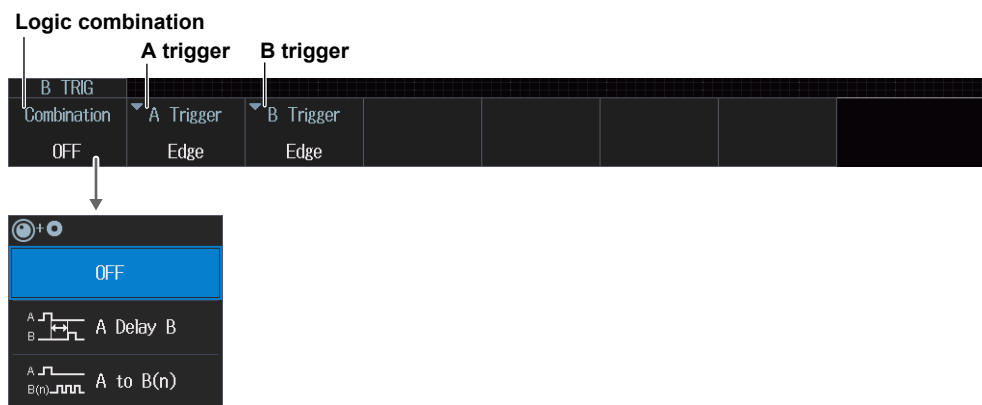 Logic combination
A trigger B trigger
B TRIG
Combination A Trigger B Trigger
OFF Edge Edge
+
OFF
A
B
A Delay B
A
B(n)
A to B(n)